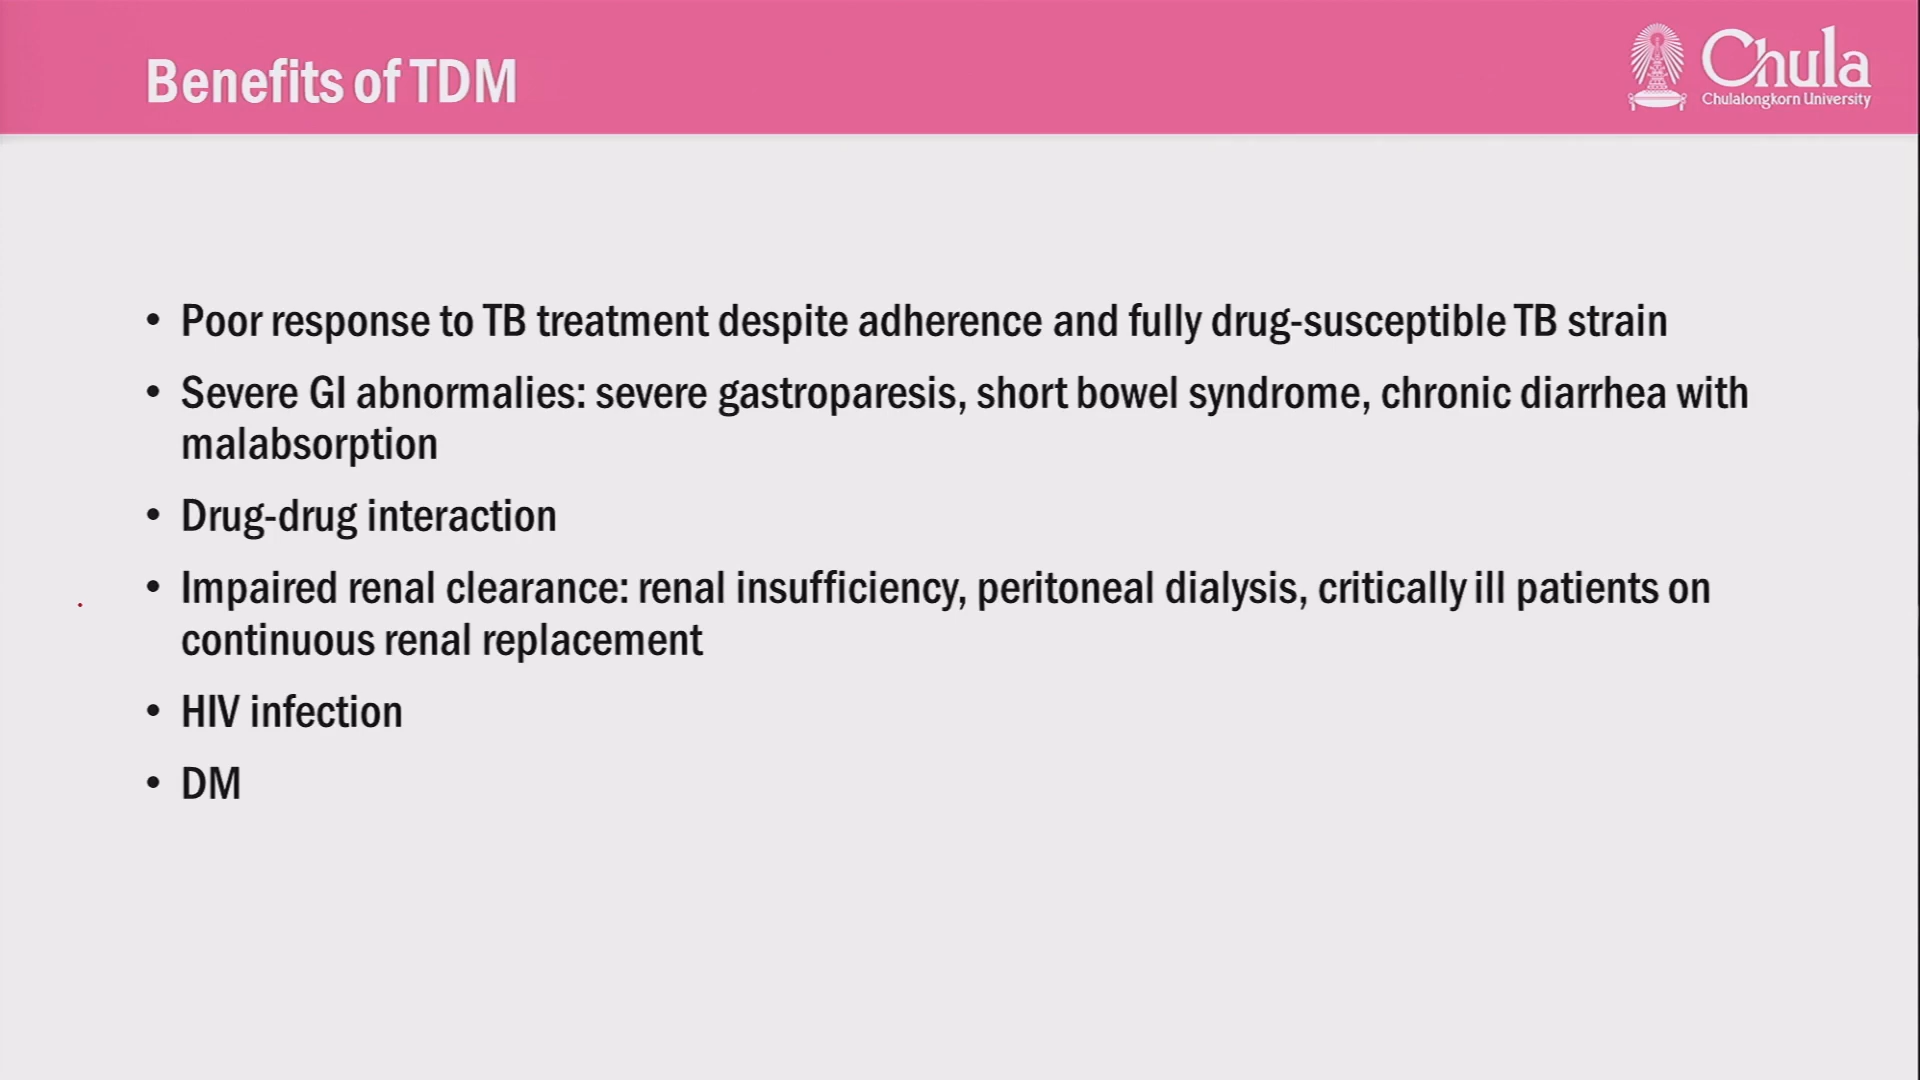 Benefits of TDM
Chula
Chulalongkorn University
• Poor response to TB treatment despite adherence and fully drug-susceptible TB strain
• Severe GI abnormalies: severe gastroparesis, short bowel syndrome, chronic diarrhea with
malabsorption
• Drug-drug interaction
• Impaired renal clearance: renal insufficiency, peritoneal dialysis, critically ill patients on
continuous renal replacement
• HIV infection
• DM